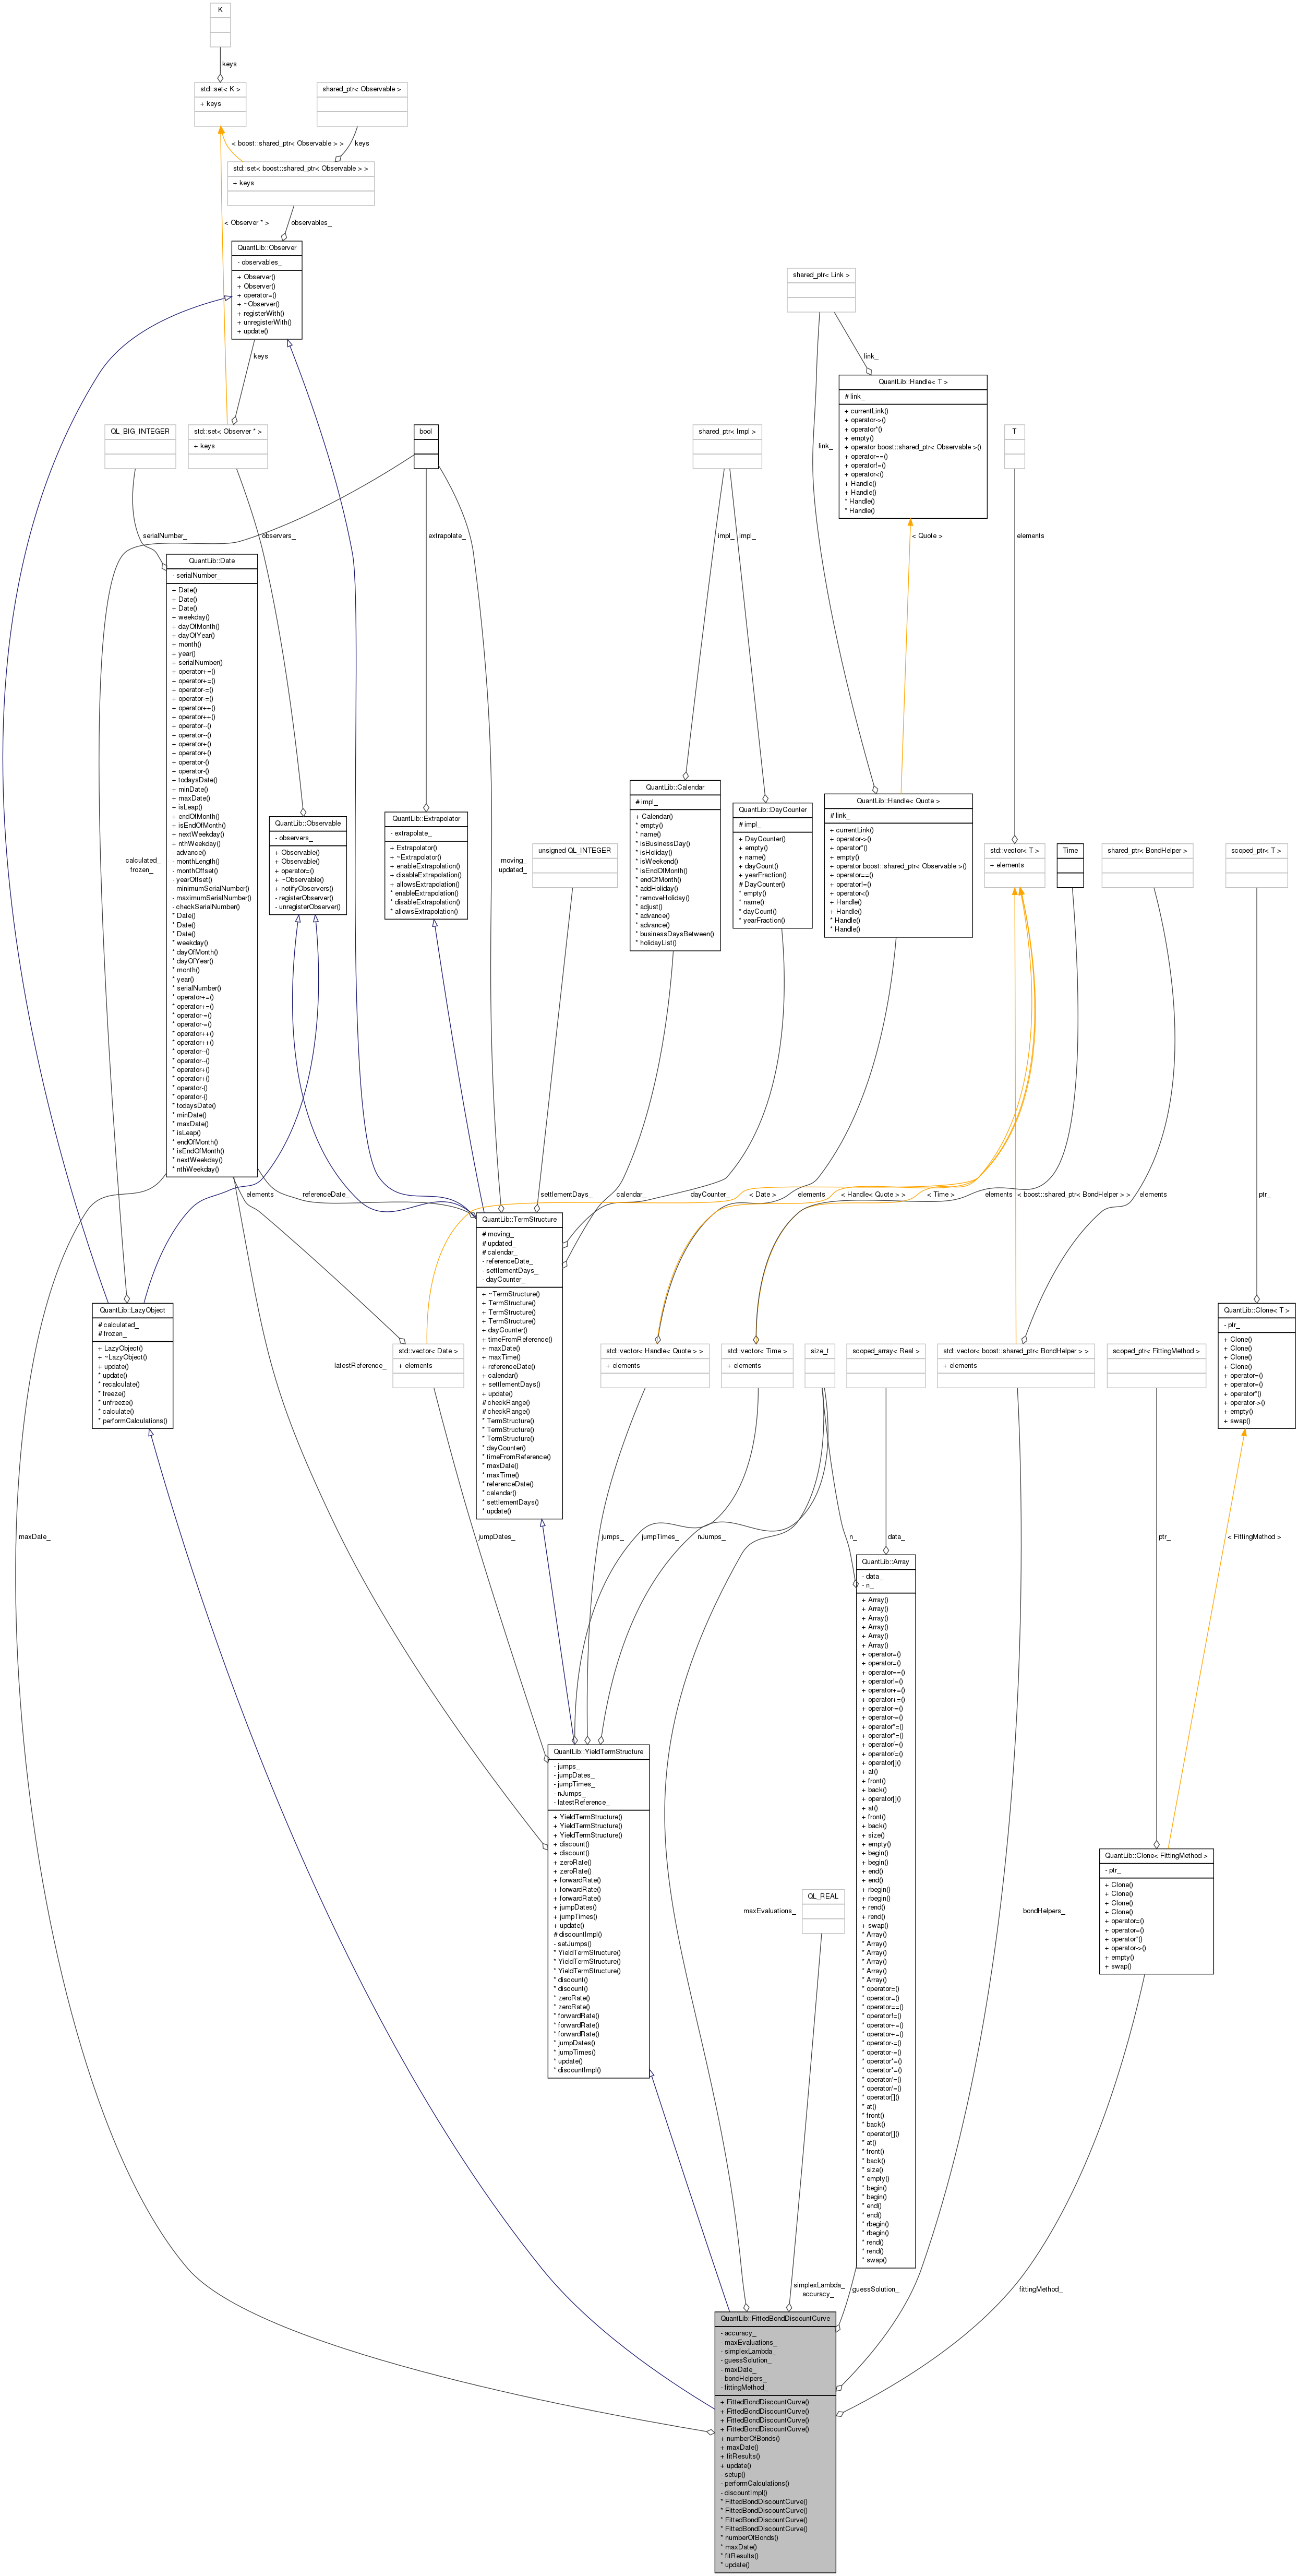 K
keys
std::set< K >
+ keys
shared_ptr< Observable >
< boost::shared_ptr< Observable > >
keys
std::set< boost::shared_ptr< Observable > >
+ keys
< Observer * >
observables_
QuantLib::Observer
- observables_
+ Observer()
+ Observer()
+ operator=()
+ ~Observer()
+ registerWith()
+ unregisterWith()
+ update()
keys
shared_ptr< Link >
link_
link_
QuantLib::Handle< T >
# link_
+ currentLink()
+ operator->()
+ operator*()
+ empty()
+ operator boost::shared_ptr< Observable >()
+ operator==()
+ operator!=()
+ operator<()
+ Handle()
+ Handle()
* Handle()
* Handle()
QL_BIG_INTEGER
std::set< Observer * >
+ keys
bool
shared_ptr< Impl >
T
serialNumber_
observers_
extrapolate_
impl_
impl_
< Quote >
elements
QuantLib::Date
- serialNumber_
+ Date()
+ Date()
+ Date()
+ weekday()
+ dayOfMonth()
+ dayOfYear()
+ month()
+ year()
+ serialNumber()
+ operator+=()
+ operator+=()
+ operator-=()
+ operator-=()
+ operator++()
+ operator++()
+ operator--()
+ operator--()
+ operator+()
+ operator+()
+ operator-()
+ operator-()
+ todaysDate()
+ minDate()
+ maxDate()
+ isLeap()
+ endOfMonth()
+ isEndOfMonth()
+ nextWeekday()
+ nthWeekday()
- advance()
- monthLength()
- monthOffset()
- yearOffset()
- minimumSerialNumber()
- maximumSerialNumber()
- checkSerialNumber()
* Date()
* Date()
* Date()
* weekday()
* dayOfMonth()
* dayOfYear()
* month()
* year()
* serialNumber()
* operator+=()
* operator+=()
* operator-=()
* operator-=()
* operator++()
* operator++()
* operator--()
* operator--()
* operator+()
* operator+()
* operator-()
* operator-()
* todaysDate()
* minDate()
* maxDate()
* isLeap()
* endOfMonth()
* isEndOfMonth()
* nextWeekday()
* nthWeekday()
calculated_
frozen_
QuantLib::Observable
- observers_
+ Observable()
+ Observable()
+ operator=()
+ ~Observable()
+ notifyObservers()
- registerObserver()
- unregisterObserver()
QuantLib::Extrapolator
- extrapolate_
+ Extrapolator()
+ ~Extrapolator()
+ enableExtrapolation()
+ disableExtrapolation()
+ allowsExtrapolation()
* enableExtrapolation()
* disableExtrapolation()
* allowsExtrapolation()
moving_
updated_
unsigned QL_INTEGER
QuantLib::Calendar
# impl_
+ Calendar()
* empty()
* name()
* isBusinessDay()
* isHoliday()
* isWeekend()
* isEndOfMonth()
* endOfMonth()
* addHoliday()
* removeHoliday()
* adjust()
* advance()
* advance()
* businessDaysBetween()
* holidayList()
QuantLib::DayCounter
# impl_
+ DayCounter()
+ empty()
+ name()
+ dayCount()
+ yearFraction()
# DayCounter()
* empty()
* name()
* dayCount()
* yearFraction()
QuantLib::Handle< Quote >
# link_
+ currentLink()
+ operator->()
+ operator*()
+ empty()
+ operator boost::shared_ptr< Observable >()
+ operator==()
+ operator!=()
+ operator<()
+ Handle()
+ Handle()
* Handle()
* Handle()
std::vector< T >
+ elements
Time
shared_ptr< BondHelper >
scoped_ptr< T >
elements
referenceDate_
settlementDays_
calendar_
dayCounter_
< Date >
elements
< Handle< Quote > >
< Time >
elements
< boost::shared_ptr< BondHelper > >
elements
ptr_
QuantLib::TermStructure
# moving_
# updated_
# calendar_
- referenceDate_
- settlementDays_
- dayCounter_
+ ~TermStructure()
+ TermStructure()
+ TermStructure()
+ TermStructure()
+ dayCounter()
+ timeFromReference()
+ maxDate()
+ maxTime()
+ referenceDate()
+ calendar()
+ settlementDays()
+ update()
# checkRange()
# checkRange()
* TermStructure()
* TermStructure()
* TermStructure()
* dayCounter()
* timeFromReference()
* maxDate()
* maxTime()
* referenceDate()
* calendar()
* settlementDays()
* update()
QuantLib::LazyObject
# calculated_
# frozen_
+ LazyObject()
+ ~LazyObject()
+ update()
* update()
* recalculate()
* freeze()
* unfreeze()
* calculate()
* performCalculations()
latestReference_
std::vector< Date >
+ elements
std::vector< Handle< Quote > >
+ elements
std::vector< Time >
+ elements
size_t
scoped_array< Real >
std::vector< boost::shared_ptr< BondHelper > >
+ elements
scoped_ptr< FittingMethod >
QuantLib::Clone< T >
- ptr_
+ Clone()
+ Clone()
+ Clone()
+ Clone()
+ operator=()
+ operator=()
+ operator*()
+ operator->()
+ empty()
+ swap()
maxDate_
jumpDates_
jumps_
jumpTimes_
nJumps_
n_
data_
ptr_
< FittingMethod >
QuantLib::Array
- data_
- n_
+ Array()
+ Array()
+ Array()
+ Array()
+ Array()
+ Array()
+ operator=()
+ operator=()
+ operator==()
+ operator!=()
+ operator+=()
+ operator+=()
+ operator-=()
+ operator-=()
+ operator*=()
+ operator*=()
+ operator/=()
+ operator/=()
+ operator[]()
+ at()
+ front()
+ back()
+ operator[]()
+ at()
+ front()
+ back()
+ size()
+ empty()
+ begin()
+ begin()
+ end()
+ end()
+ rbegin()
+ rbegin()
+ rend()
+ rend()
+ swap()
* Array()
* Array()
* Array()
* Array()
* Array()
* Array()
* operator=()
* operator=()
* operator==()
* operator!=()
* operator+=()
* operator+=()
* operator-=()
* operator-=()
* operator*=()
* operator*=()
* operator/=()
* operator/=()
* operator[]()
* at()
* front()
* back()
* operator[]()
* at()
* front()
* back()
* size()
* empty()
* begin()
* begin()
* end()
* end()
* rbegin()
* rbegin()
* rend()
* rend()
* swap()
QuantLib::YieldTermStructure
- jumps_
- jumpDates_
- jumpTimes_
- nJumps_
- latestReference_
+ YieldTermStructure()
+ YieldTermStructure()
+ YieldTermStructure()
+ discount()
+ discount()
+ zeroRate()
+ zeroRate()
+ forwardRate()
+ forwardRate()
+ forwardRate()
+ jumpDates()
+ jumpTimes()
+ update()
# discountImpl()
- setJumps()
* YieldTermStructure()
* YieldTermStructure()
* YieldTermStructure()
* discount()
* discount()
* zeroRate()
* zeroRate()
* forwardRate()
* forwardRate()
* forwardRate()
* jumpDates()
* jumpTimes()
* update()
* discountImpl()
maxEvaluations_
QL_REAL
bondHelpers_
QuantLib::Clone< FittingMethod >
- ptr_
+ Clone()
+ Clone()
+ Clone()
+ Clone()
+ operator=()
+ operator=()
+ operator*()
+ operator->()
+ empty()
+ swap()
simplexLambda_
accuracy_
guessSolution_
fittingMethod_
QuantLib::FittedBondDiscountCurve
- accuracy_
- maxEvaluations_
- simplexLambda_
- guessSolution_
- maxDate_
- bondHelpers_
- fittingMethod_
+ FittedBondDiscountCurve()
+ FittedBondDiscountCurve()
+ FittedBondDiscountCurve()
+ FittedBondDiscountCurve()
+ numberOfBonds()
+ maxDate()
+ fitResults()
+ update()
- setup()
- performCalculations()
- discountImpl()
* FittedBondDiscountCurve()
* FittedBondDiscountCurve()
* FittedBondDiscountCurve()
* FittedBondDiscountCurve()
* numberOfBonds()
* maxDate()
* fitResults()
* update()